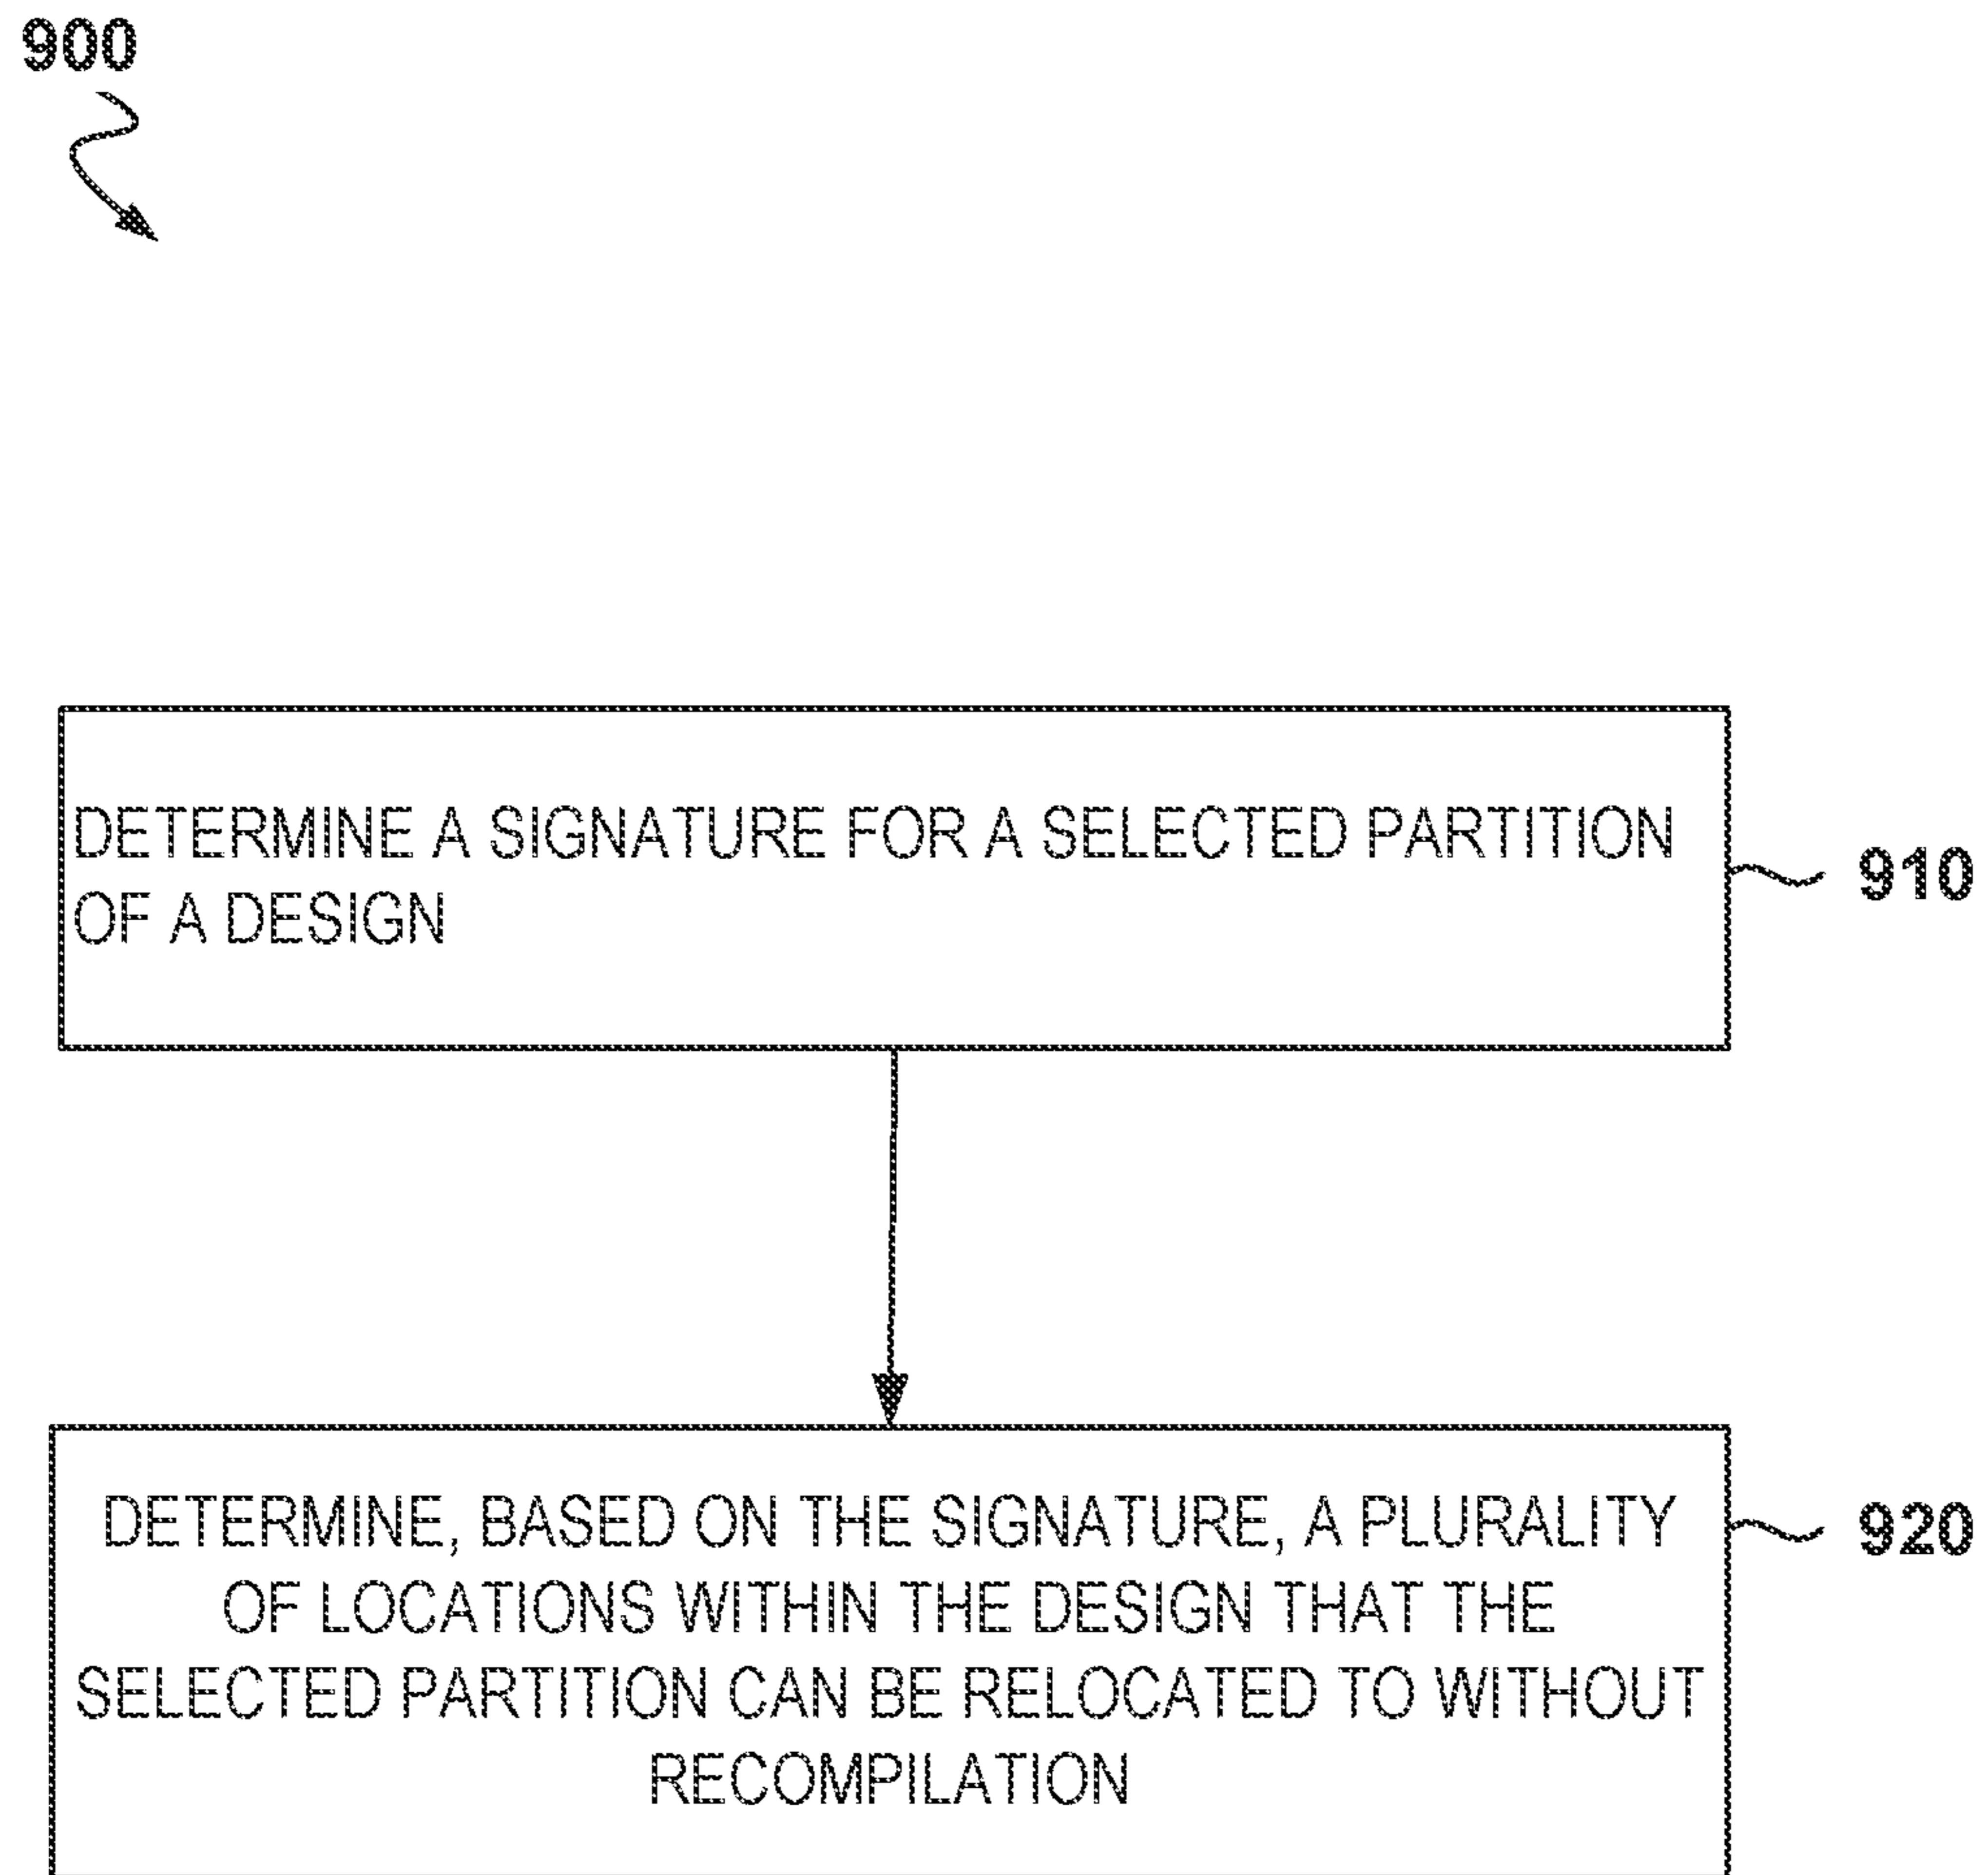 900
DETERMINE A SIGNATURE FOR A SELECTED PARTITION
OF A DESIGN
910
DETERMINE, BASED ON THE SIGNATURE, A PLURALITY
OF LOCATIONS WITHIN THE DESIGN THAT THE
SELECTED PARTITION CAN BE RELOCATED TO WITHOUT
RECOMPILATION
920